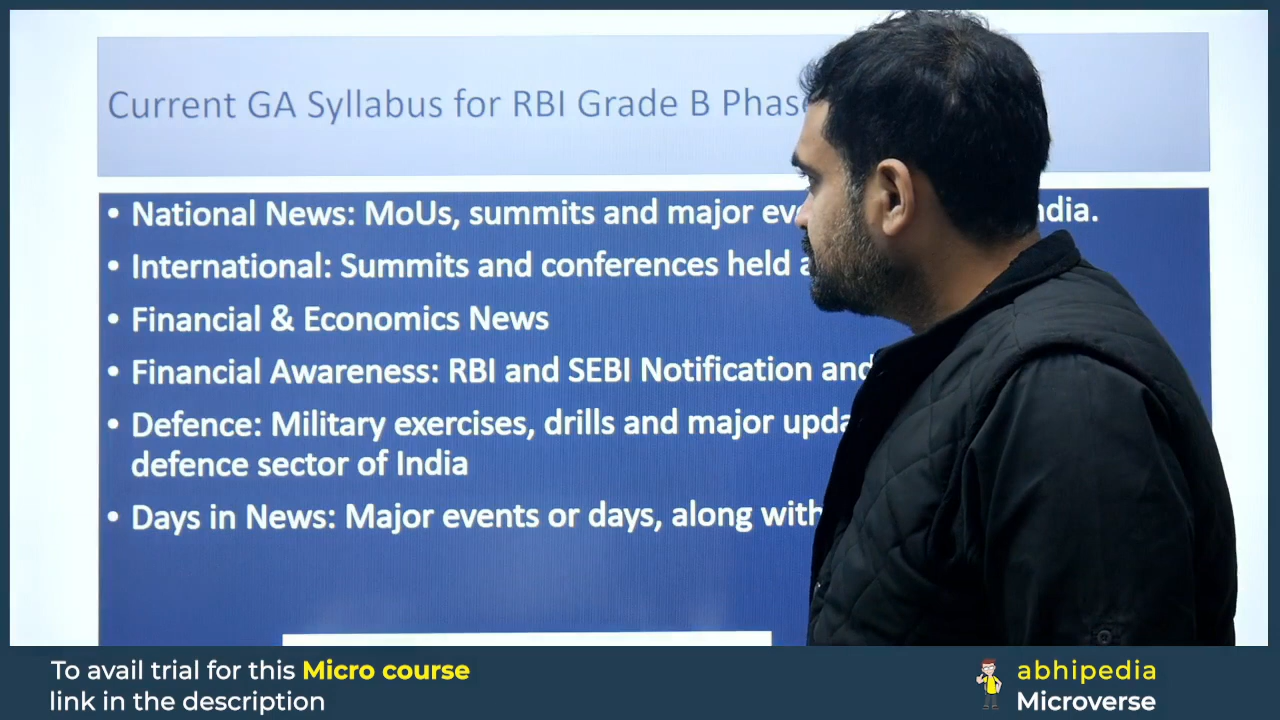 Current GA Syllabus for RBI Grade B Phase
• National News: MoUs, summits and major ndia.
• International: Summits and conferences held
• Financial & Economics News
• Financial Awareness: RBI and SEBI Notification and
• Defence: Military exercises, drills and major
defence sector of India
• Days in News: Major events or days, along with
To avail trial for this Micro course
link in the description
abhipedia
Microverse